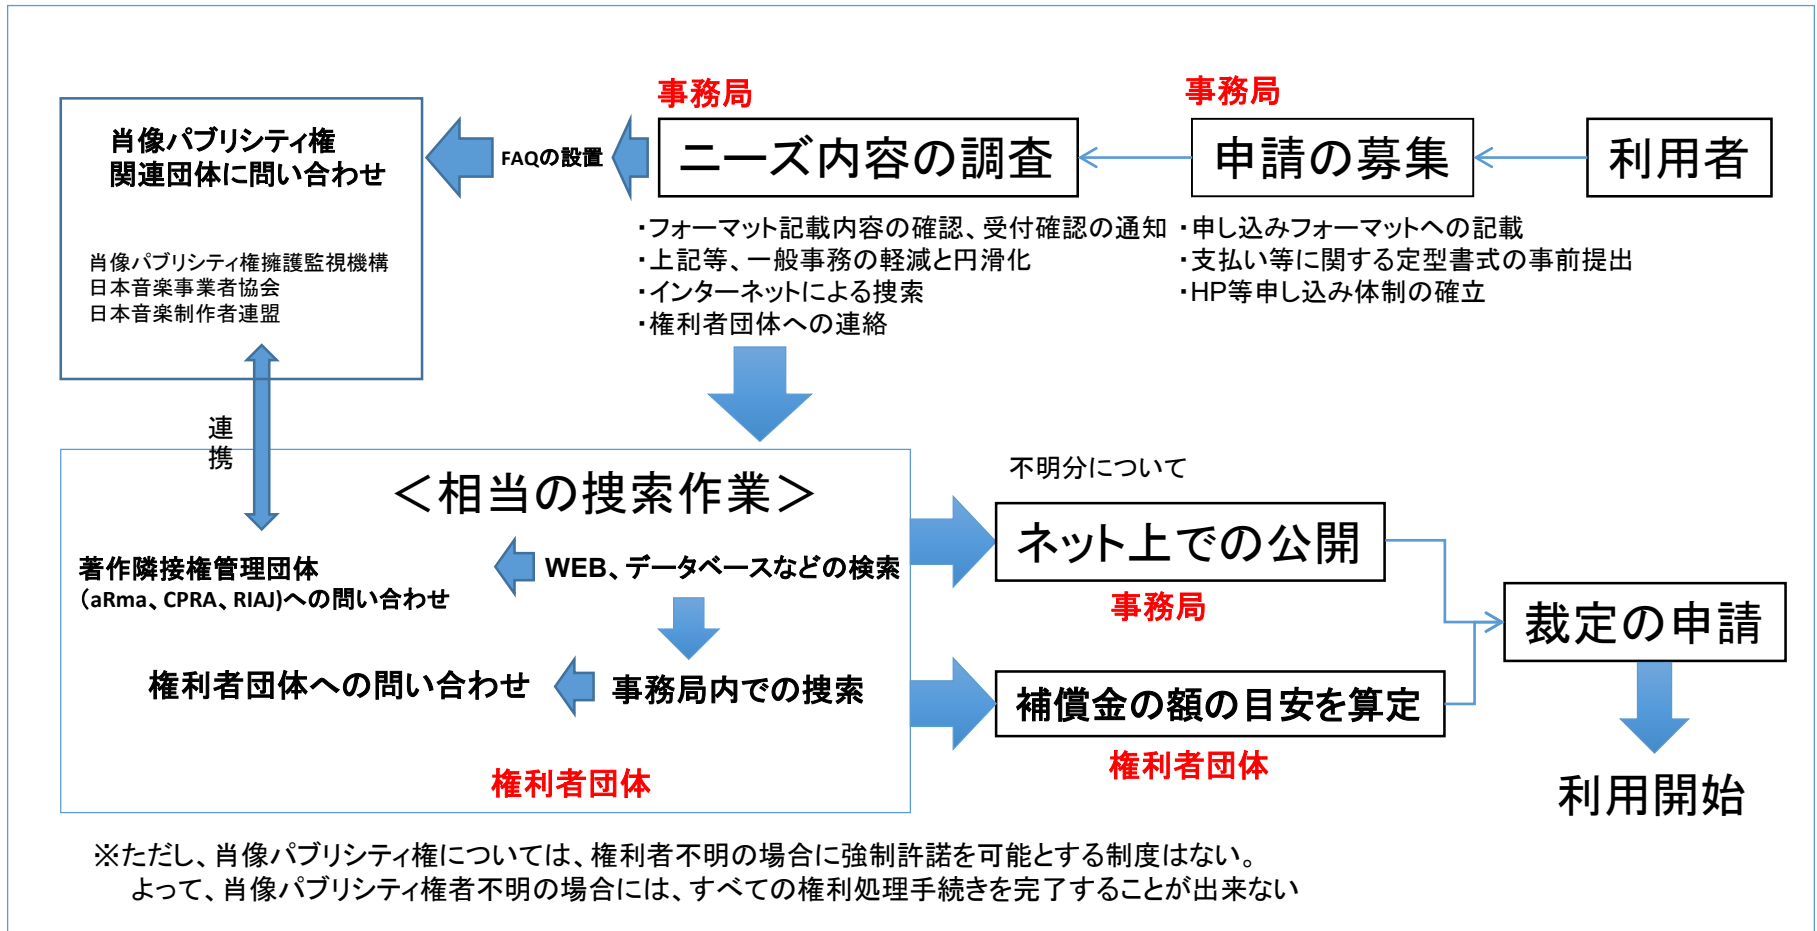 事務局
事務局
肖像パブリシティ権
関連団体に問い合わせ
肖像パブリシティ権擁護監視機構
日本音楽事業者協会
日本音楽制作者連盟
FAQの設置
ニーズ内容の調査
申請の募集
利用者
・フォーマット記載内容の確認、受付確認の通知
・上記等、一般事務の軽減と円滑化
・インターネットによる捜索
・権利者団体への連絡
・申し込みフォーマットへの記載
・支払い等に関する定型書式の事前提出
・HP等申し込み体制の確立
連携
＜相当の捜索作業＞
著作隣接権管理団体
（aRma、CPRA、RIAJ)への問い合わせ
WEB、データベースなどの検索
権利者団体への問い合わせ
事務局内での捜索
権利者団体
不明分について
ネット上での公開
事務局
補償金の額の目安を算定
権利者団体
裁定の申請
利用開始
※ただし、肖像パブリシティ権については、権利者不明の場合に強制許諾を可能とする制度はない。
よって、肖像パブリシティ権者不明の場合には、すべての権利処理手続きを完了することが出来ない